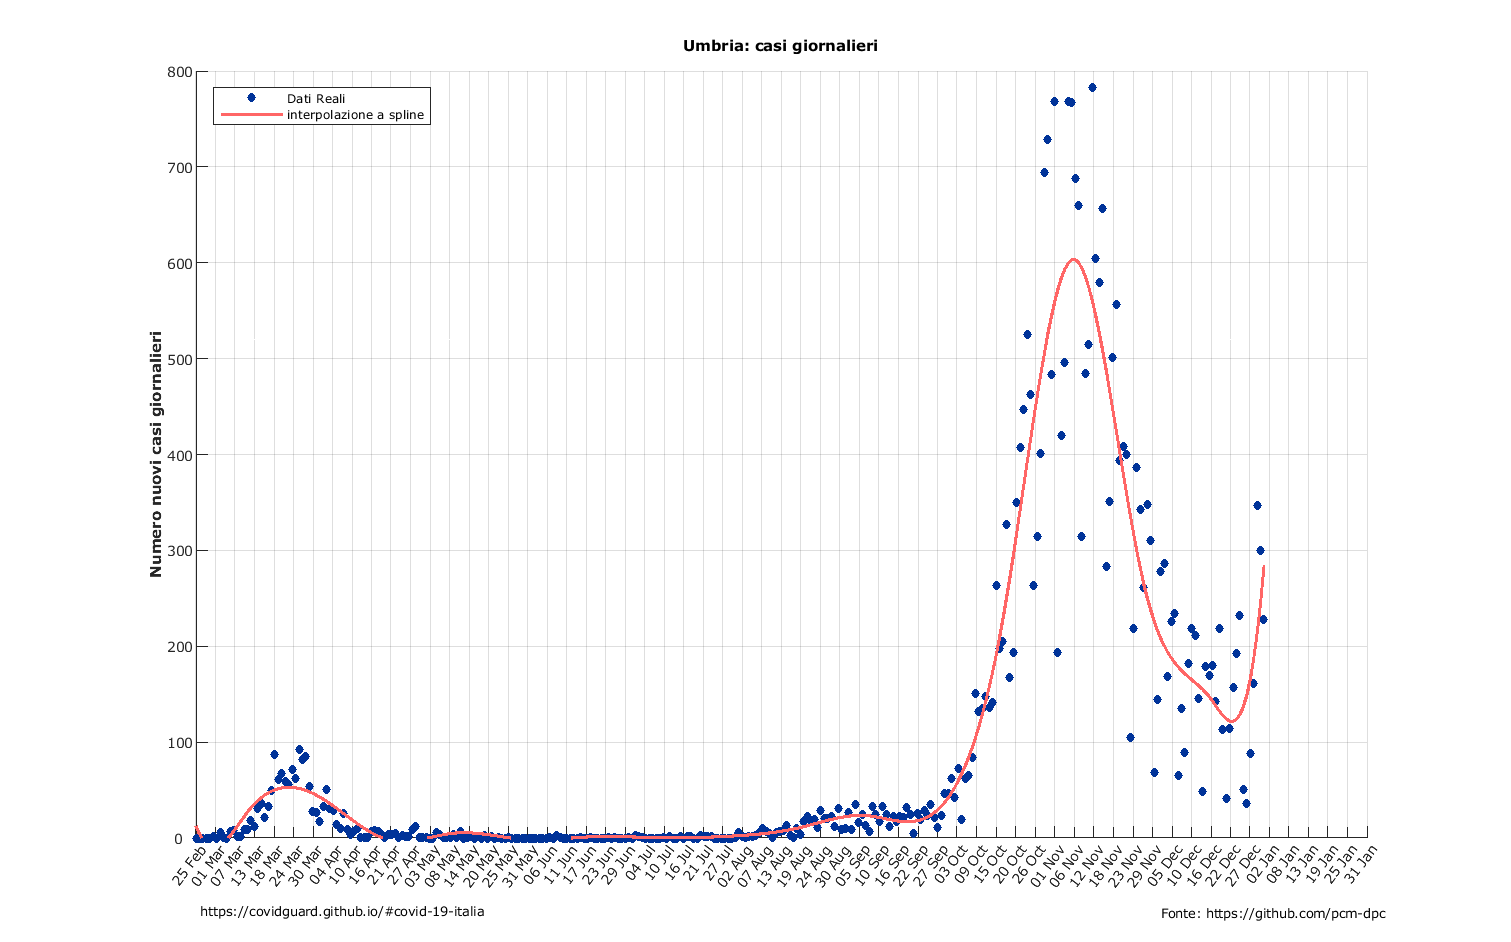 Umbria: casi giornalieri
Dati Reali
interpolazione a spline
Numero nuovi casi giornalieri
800
700
600
500
400
300
200
100
0
25 Feb
01 Mar
07 Mar
13 Mar
18 Mar
24 Mar
30 Mar
04 Apr
10 Apr
16 Apr
21 Apr
27 Apr
03 May
08 May
14 May
20 May
25 May
31 May
06 Jun
11 Jun
17 Jun
23 Jun
29 Jun
04 Jul
10 Jul
15 Jul
21 Jul
27 Jul
02 Aug
07 Aug
13 Aug
19 Aug
24 Aug
30 Aug
05 Sep
10 Sep
16 Sep
22 Sep
27 Sep
03 Oct
09 Oct
15 Oct
20 Oct
26 Oct
01 Nov
06 Nov
12 Nov
18 Nov
23 Nov
29 Nov
05 Dec
10 Dec
16 Dec
22 Dec
27 Dec
02 Jan
08 Jan
13 Jan
19 Jan
25 Jan
31 Jan
https://covidguard.github.io/#covid-19-italia
Fonte: https://github.com/pcm-dpc